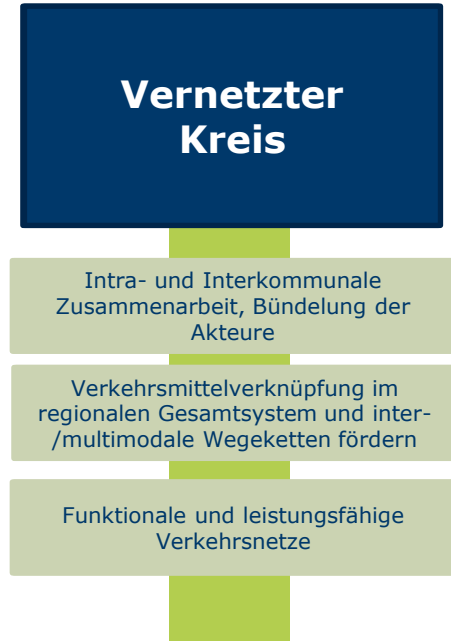 Vernetzter
Kreis
Intra- und Interkommunale
Zusammenarbeit, Bündelung der
Akteure
Verkehrsmittelverknüpfung im
regionalen Gesamtsystem und inter-
/multimodale Wegeketten fördern
Funktionale und leistungsfähige
Verkehrsnetze